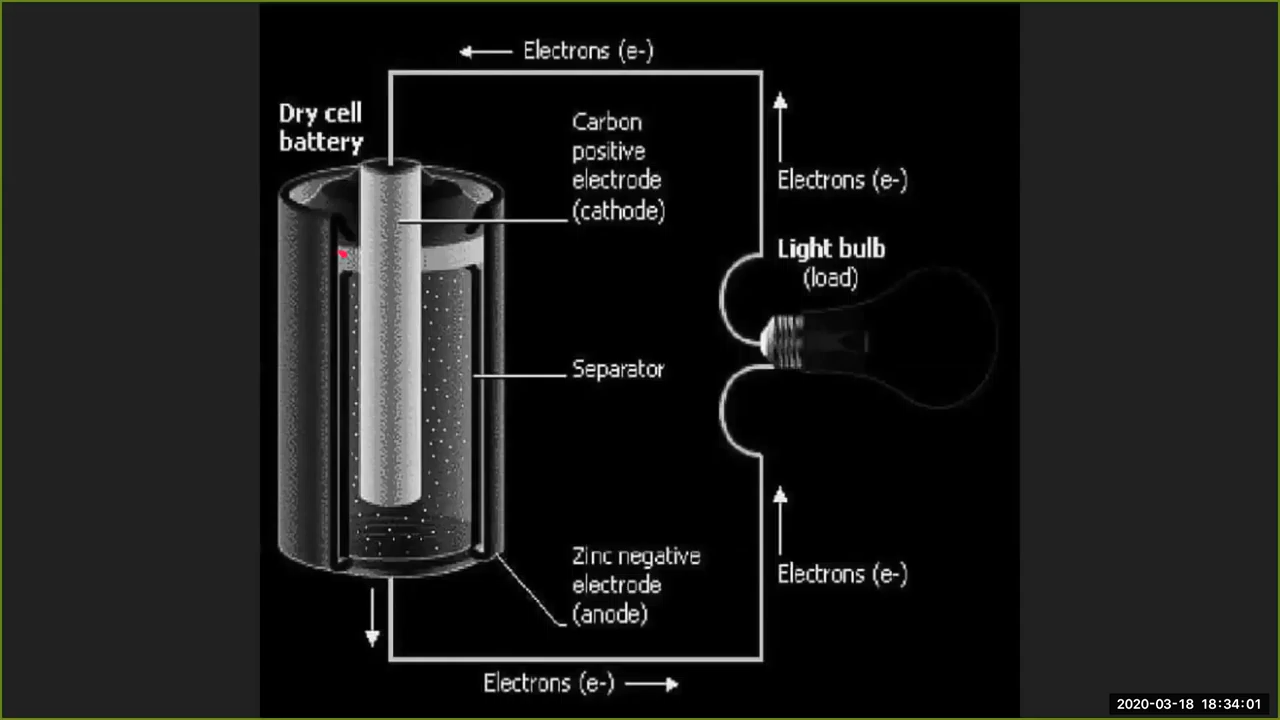 Electrons (e-)
Dry cell
battery
Carbon
positive
electrode
(cathode)
Electrons (e-)
Light bulb
(load)
Separator
Zinc negative
electrode
(anode)
Electrons (e-)
Electrons (e-)
2020-03-18 18:34:01